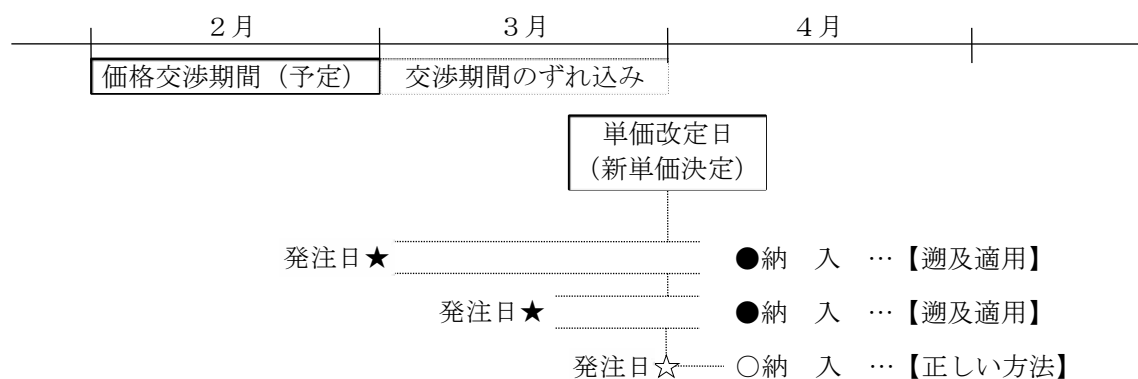 ２月　３月　４月
価格交渉期間（予定）　交渉期間のずれ込み
単価改定日
（新単価決定）
発注日★　●納　入　…【遡及適用】
発注日★　●納　入　…【遡及適用】
発注日☆　○納　入　…【正しい方法】